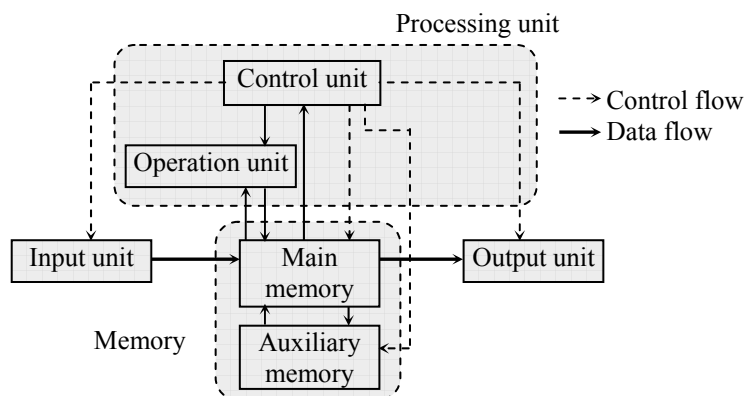 Processing unit
Control unit
Control flow
Data flow
Operation unit
Input unit
Main
memory
Output unit
Memory
Auxiliary
memory